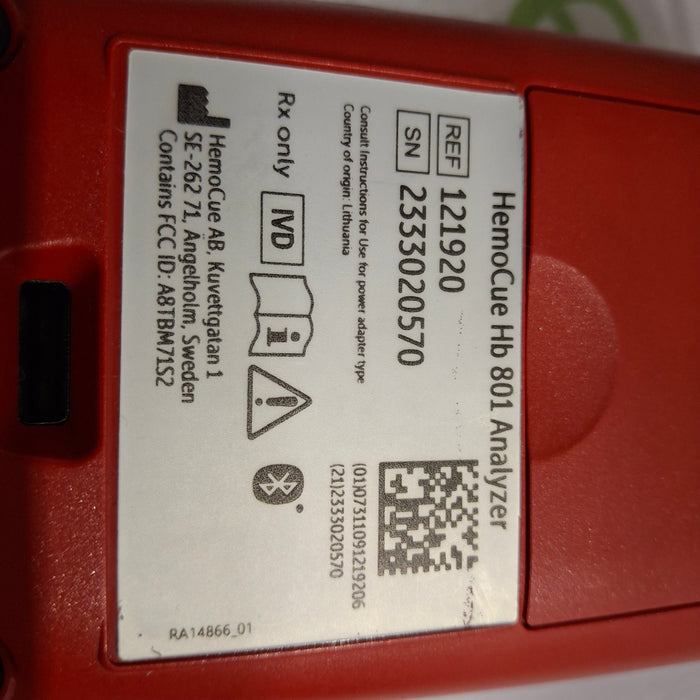 HemoCue Hb 801 Analyzer
REF 121920
SN 2333020570
(01)07311091219206
(21)2333020570
Consult Instructions for Use for power adapter type
Country of origin: Lithuania
Rx only IVD
HemoCue AB, Kuvettgatan 1
SE-262 71, Ängelholm, Sweden
Contains FCC ID: A8TBM71S2
RA14866_01